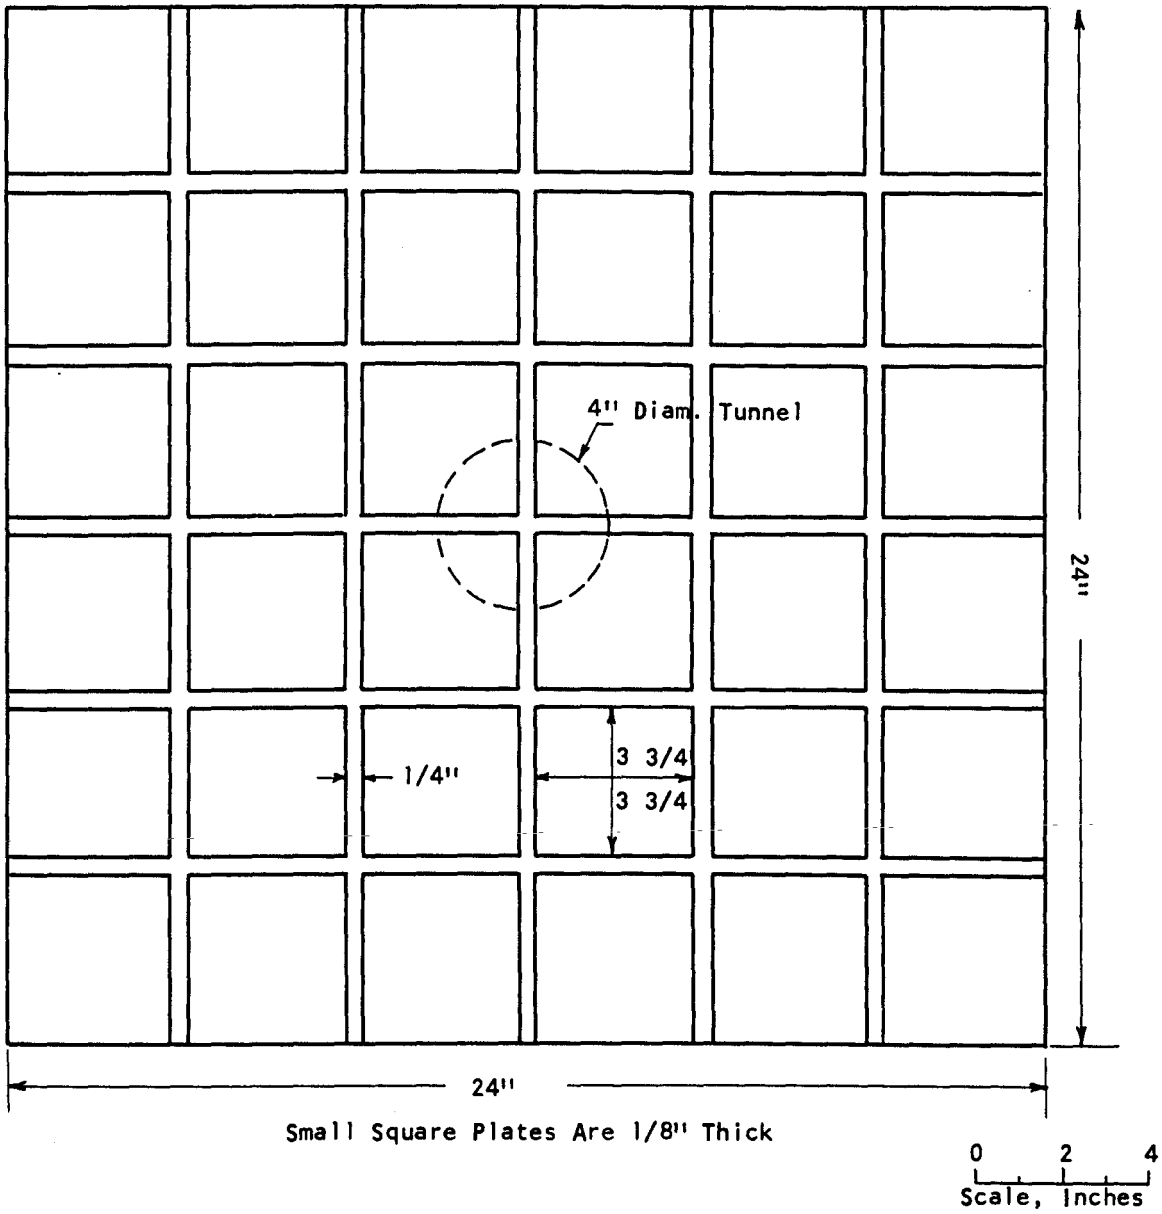 4" Diam. Tunnel
24"
3 3/4
1/4"
3 3/4
24"
Small Square Plates Are 1/8" Thick
0 2 4
Scale, Inches